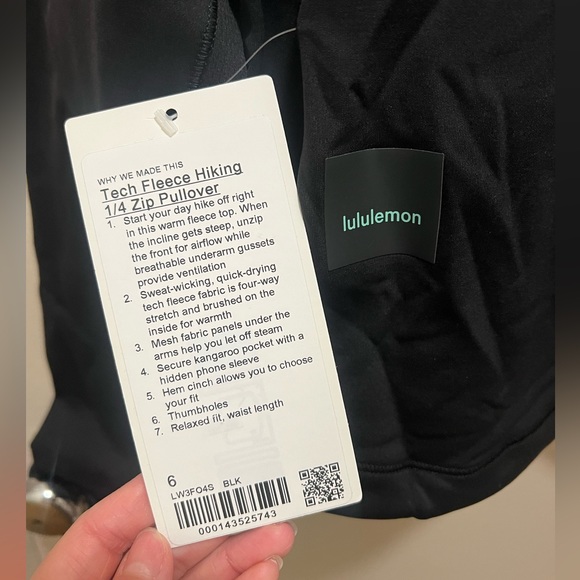 WHY WE MADE THIS
Tech Fleece Hiking
1/4 Zip Pullover
1. Start your day hike off right
in this warm fleece top. When
the incline gets steep, unzip
the front for airflow while
breathable underarm gussets
provide ventilation
2. Sweat-wicking, quick-drying
tech fleece fabric is four-way
stretch and brushed on the
inside for warmth
3. Mesh fabric panels under the
arms help you let off steam
4. Secure kangaroo pocket with a
hidden phone sleeve
5. Hem cinch allows you to choose
your fit
6. Thumbholes
7. Relaxed fit, waist length
6
LW3FO4S BLK
000143525743
lululemon